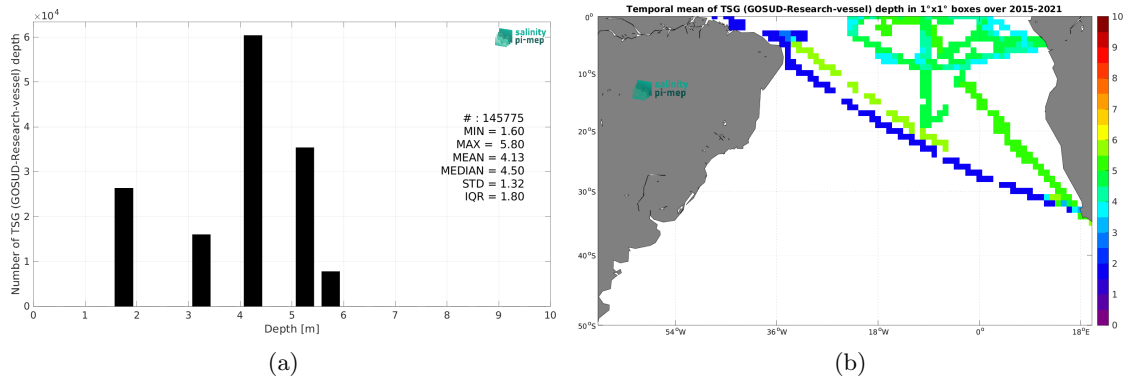 ×10⁴
6
5
4
3
2
1
0
Number of TSG (GOSUD-Research-vessel) depth
salinity
pi-mep
# : 145775
MIN = 1.60
MAX = 5.80
MEAN = 4.13
MEDIAN = 4.50
STD = 1.32
IQR = 1.80
0 1 2 3 4 5 6 7 8 9 10
Depth [m]
(a)
Temporal mean of TSG (GOSUD-Research-vessel) depth in 1°x1° boxes over 2015-2021
0°
10°S
20°S
30°S
40°S
50°S
salinity
pi-mep
54°W 36°W 18°W 0° 18°E
10
9
8
7
6
5
4
3
2
1
0
(b)